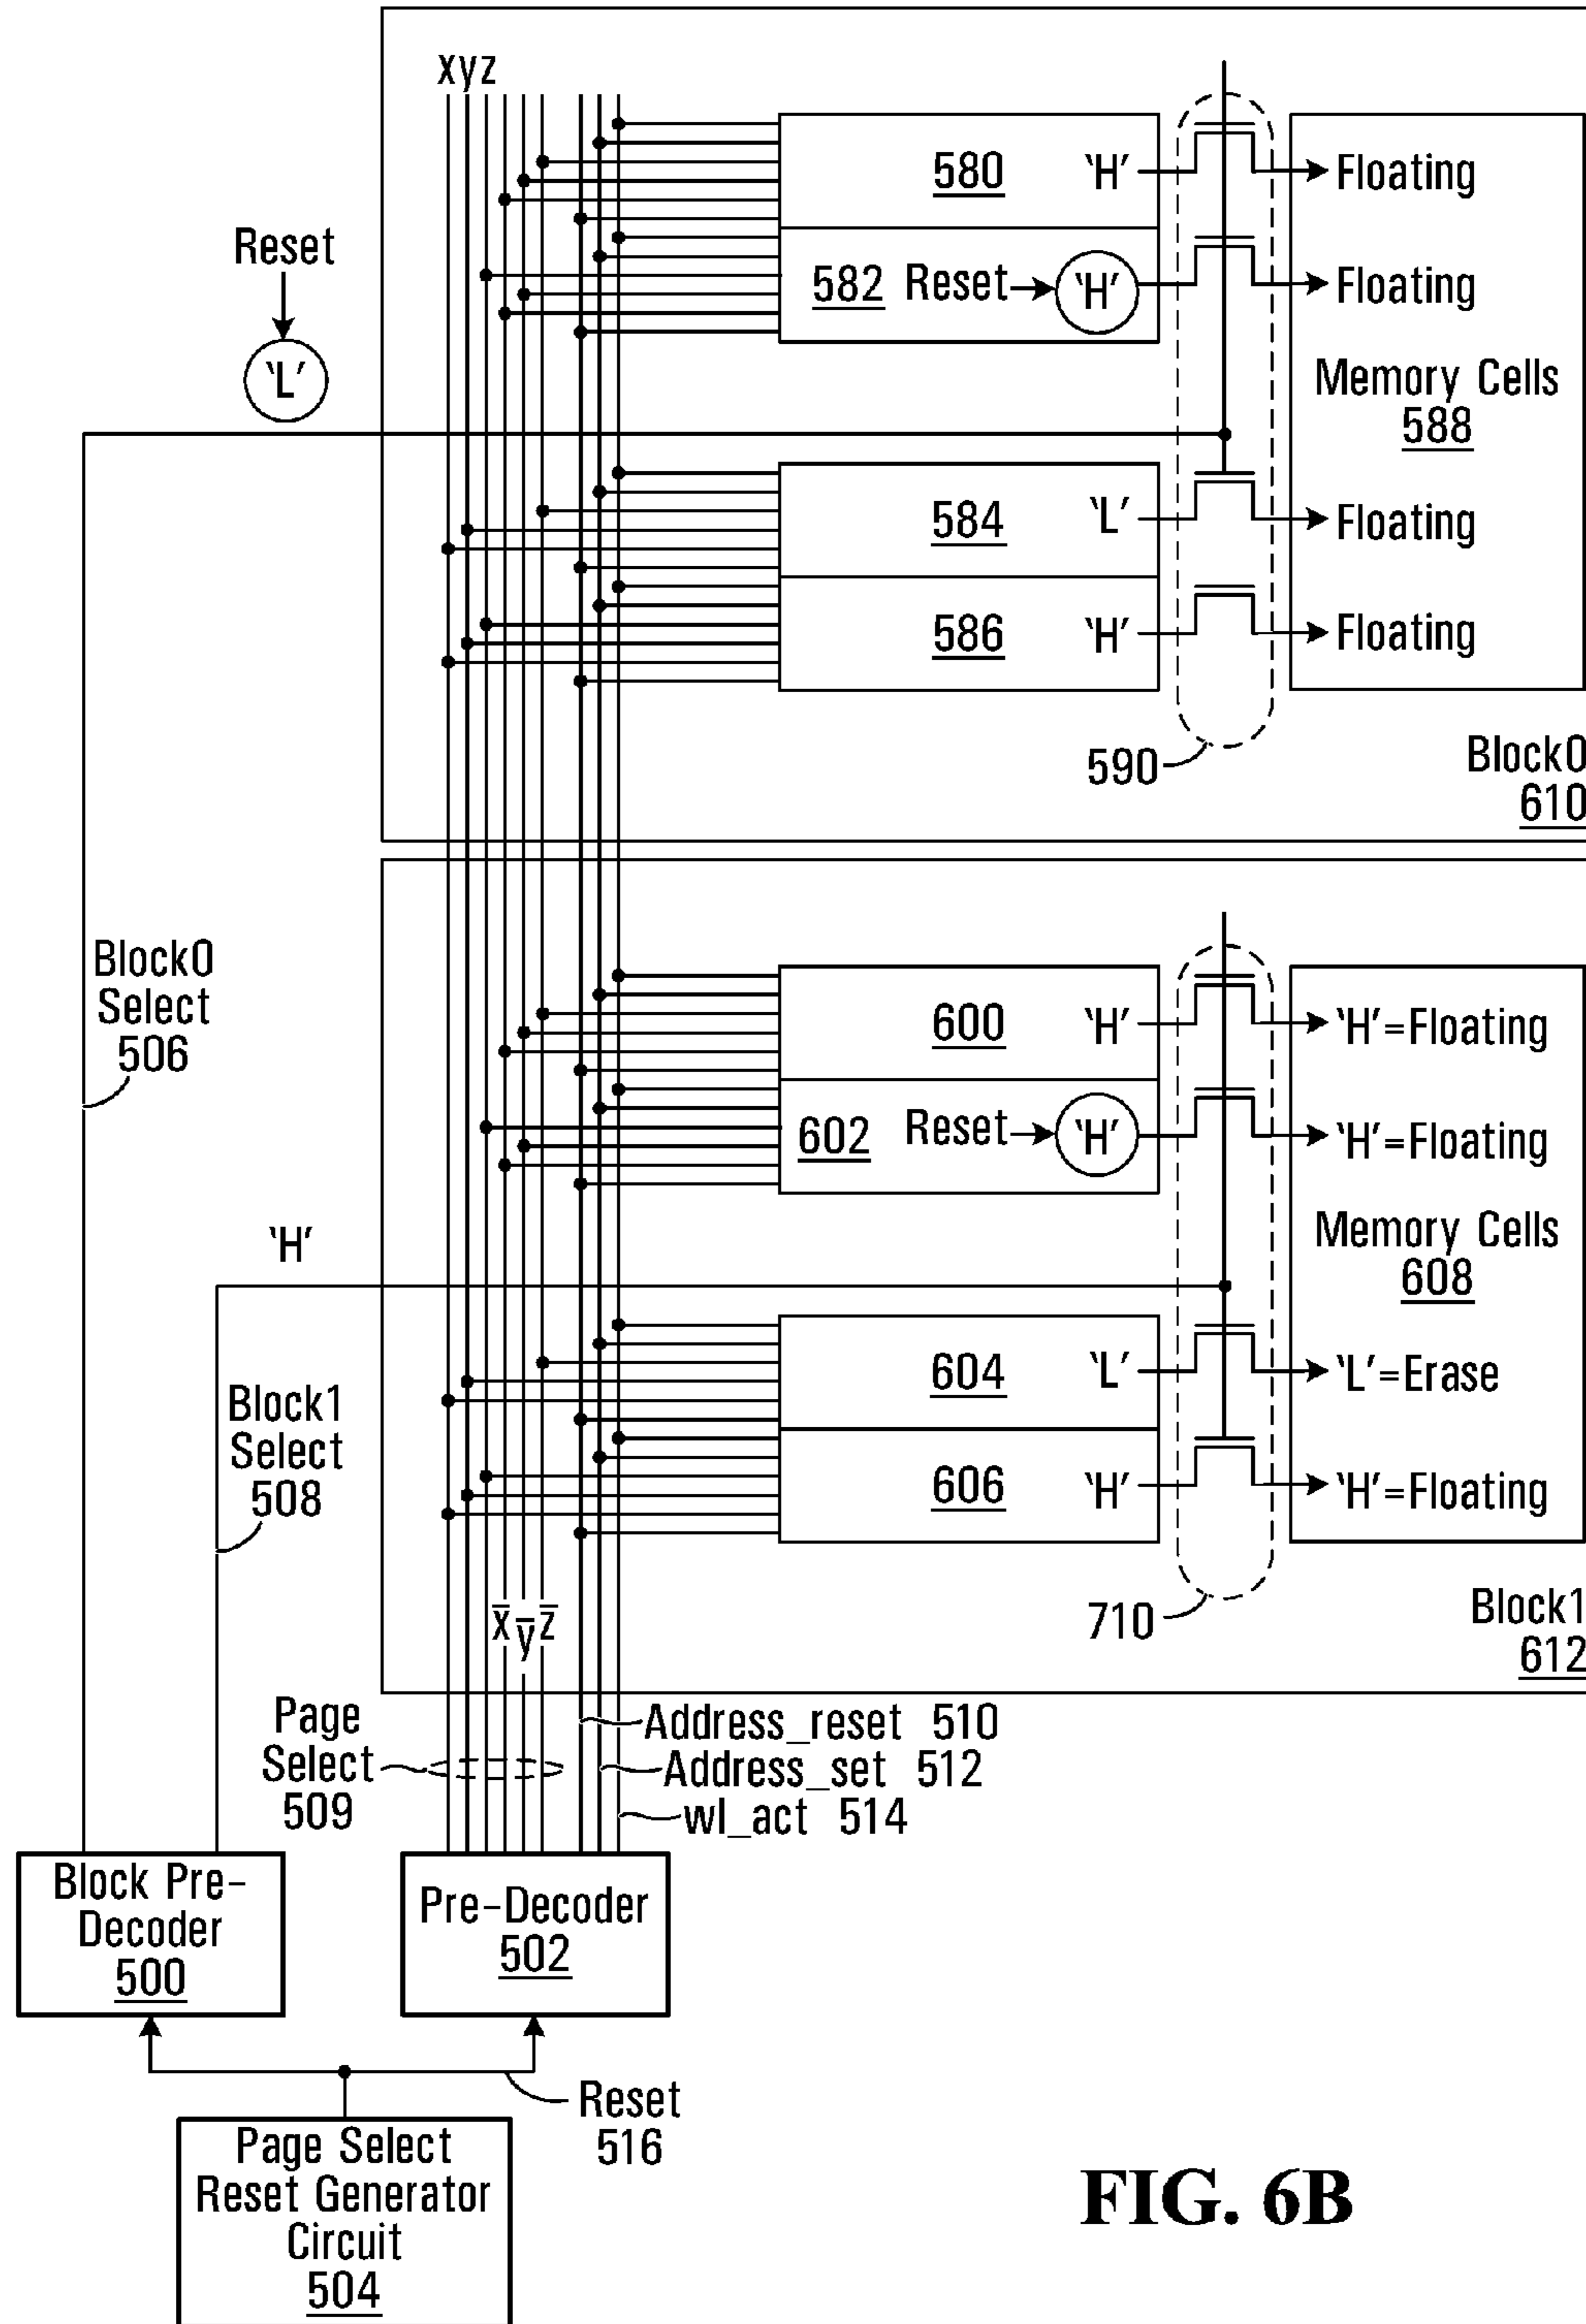 xyz
580 'H' Floating
Reset
582 Reset 'H' Floating
'L'
Memory Cells
588
584 'L' Floating
586 'H' Floating
590
Block0
610
Block0
Select
506
600 'H' 'H'=Floating
602 Reset 'H' 'H'=Floating
'H'
Memory Cells
608
604 'L' 'L'=Erase
Block1
Select
508
606 'H' 'H'=Floating
710
Block1
612
x̅ y̅ z̅
Page
Select
509
Address_reset 510
Address_set 512
wl_act 514
Block Pre-
Decoder
500
Pre-Decoder
502
Reset
516
Page Select
Reset Generator
Circuit
504
FIG. 6B